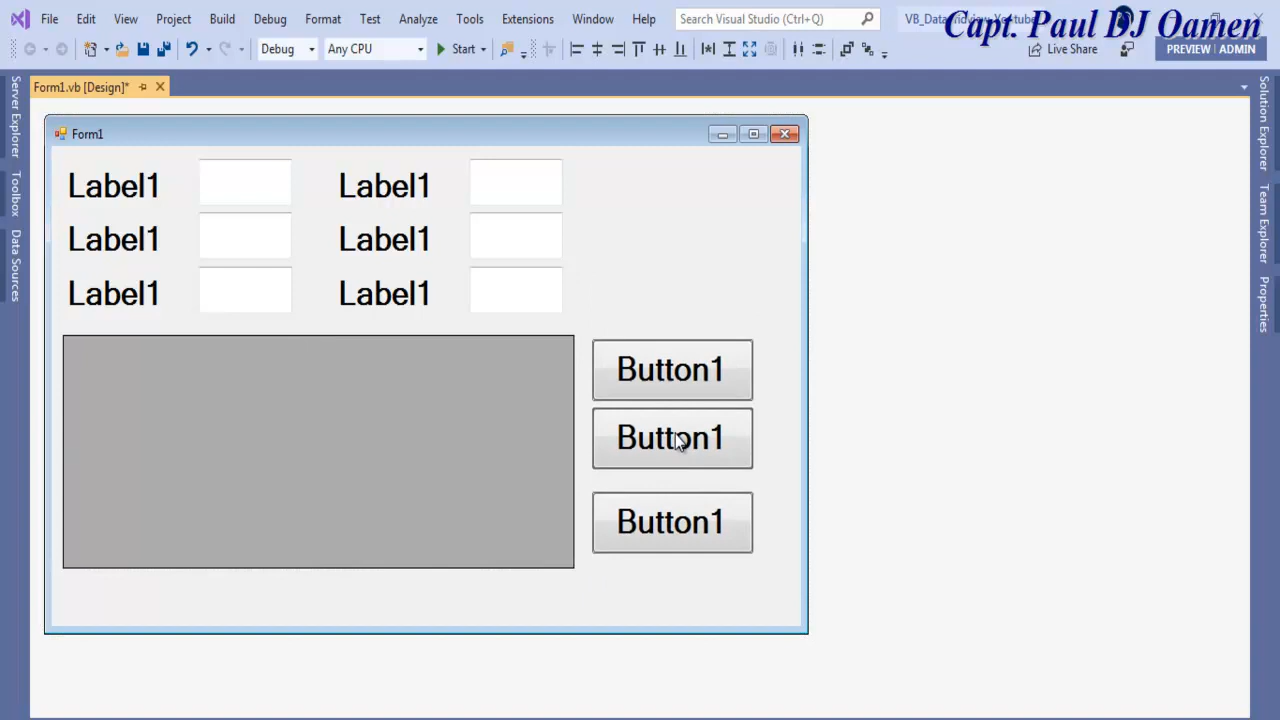 File Edit View Project Build Debug Format Test Analyze Tools Extensions Window Help Search Visual Studio (Ctrl+Q)
Capt. Paul DJ Oamen
Debug Any CPU Start Live Share PREVIEW ADMIN
Form1.vb [Design]*
Server Explorer
Toolbox
Data Sources
Form1
Label1 Label1
Label1 Label1
Label1 Label1
Button1
Button1
Button1
Solution Explorer
Team Explorer
Properties